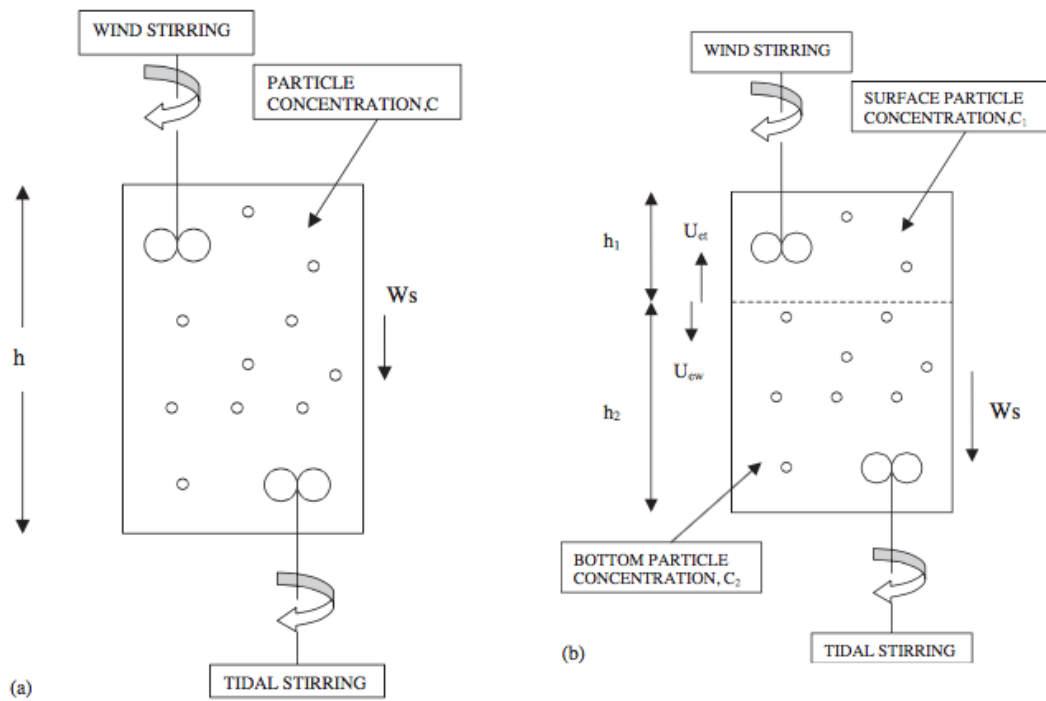 WIND STIRRING
PARTICLE
CONCENTRATION,C
h
Ws
TIDAL STIRRING
(a)
WIND STIRRING
SURFACE PARTICLE
CONCENTRATION,C₁
h₁
Uet
Uew
h₂
Ws
BOTTOM PARTICLE
CONCENTRATION, C₂
TIDAL STIRRING
(b)